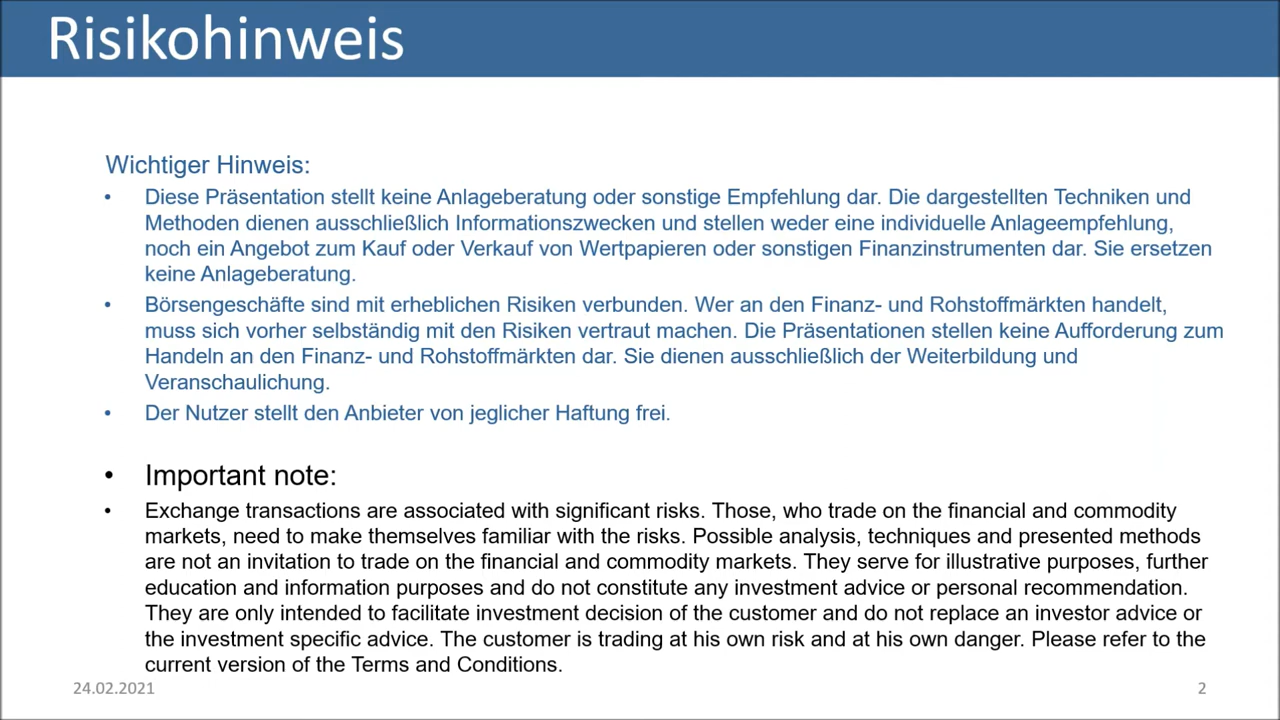 Risikohinweis
Wichtiger Hinweis:
• Diese Präsentation stellt keine Anlageberatung oder sonstige Empfehlung dar. Die dargestellten Techniken und
Methoden dienen ausschließlich Informationszwecken und stellen weder eine individuelle Anlageempfehlung,
noch ein Angebot zum Kauf oder Verkauf von Wertpapieren oder sonstigen Finanzinstrumenten dar. Sie ersetzen
keine Anlageberatung.
• Börsengeschäfte sind mit erheblichen Risiken verbunden. Wer an den Finanz- und Rohstoffmärkten handelt,
muss sich vorher selbständig mit den Risiken vertraut machen. Die Präsentationen stellen keine Aufforderung zum
Handeln an den Finanz- und Rohstoffmärkten dar. Sie dienen ausschließlich der Weiterbildung und
Veranschaulichung.
• Der Nutzer stellt den Anbieter von jeglicher Haftung frei.
• Important note:
• Exchange transactions are associated with significant risks. Those, who trade on the financial and commodity
markets, need to make themselves familiar with the risks. Possible analysis, techniques and presented methods
are not an invitation to trade on the financial and commodity markets. They serve for illustrative purposes, further
education and information purposes and do not constitute any investment advice or personal recommendation.
They are only intended to facilitate investment decision of the customer and do not replace an investor advice or
the investment specific advice. The customer is trading at his own risk and at his own danger. Please refer to the
current version of the Terms and Conditions.
24.02.2021
2